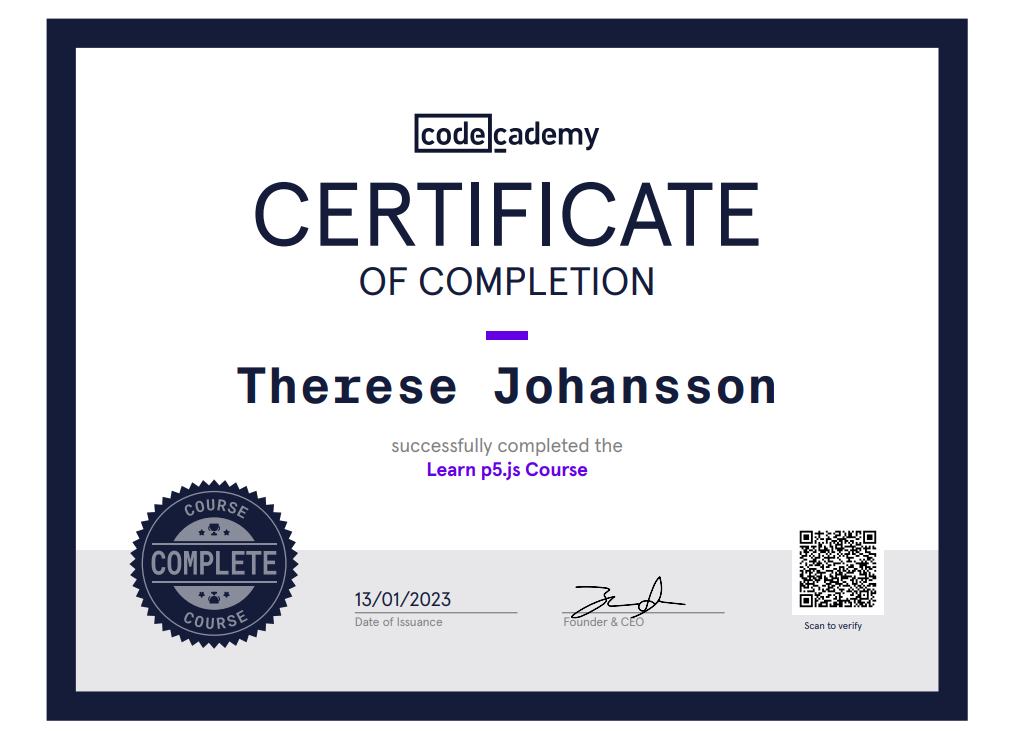 codecademy
CERTIFICATE
OF COMPLETION
Therese Johansson
successfully completed the
Learn p5.js Course
COURSE
COMPLETE
COURSE
13/01/2023
Date of Issuance
Founder & CEO
Scan to verify